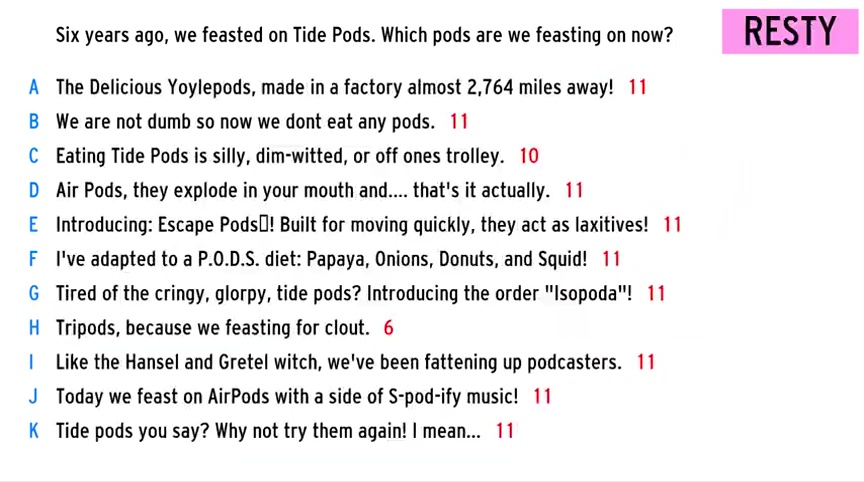 Six years ago, we feasted on Tide Pods. Which pods are we feasting on now?
RESTY
A The Delicious Yoylepods, made in a factory almost 2,764 miles away! 11
B We are not dumb so now we dont eat any pods. 11
C Eating Tide Pods is silly, dim-witted, or off ones trolley. 10
D Air Pods, they explode in your mouth and.... that's it actually. 11
E Introducing: Escape Pods▯! Built for moving quickly, they act as laxitives! 11
F I've adapted to a P.O.D.S. diet: Papaya, Onions, Donuts, and Squid! 11
G Tired of the cringy, glorpy, tide pods? Introducing the order "Isopoda"! 11
H Tripods, because we feasting for clout. 6
I Like the Hansel and Gretel witch, we've been fattening up podcasters. 11
J Today we feast on AirPods with a side of S-pod-ify music! 11
K Tide pods you say? Why not try them again! I mean... 11